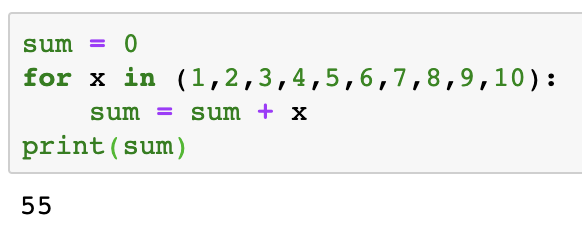 sum = 0
for x in (1,2,3,4,5,6,7,8,9,10):
    sum = sum + x
print(sum)
55